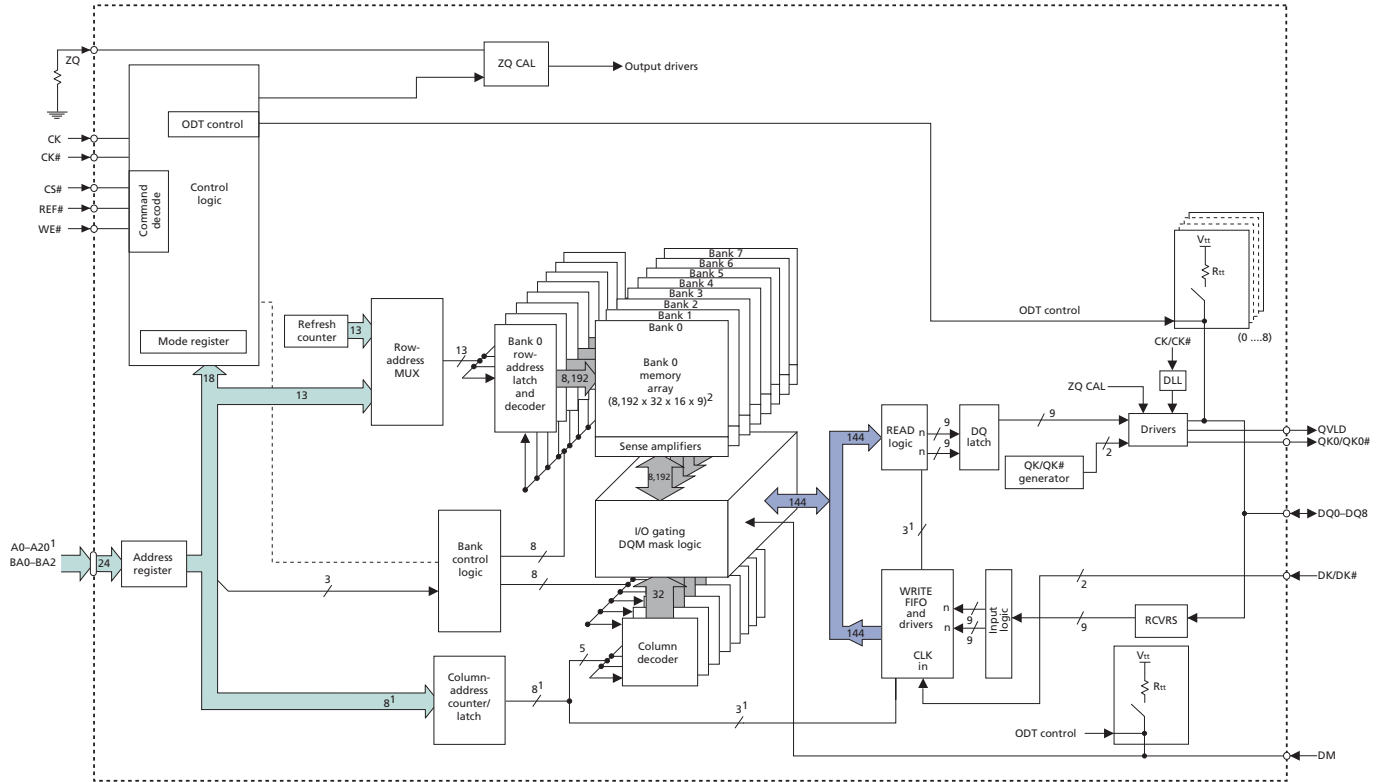 ZQ
ZQ CAL
Output drivers
ODT control
CK
CK#
CS#
REF#
WE#
Command
decode
Control
logic
Mode register
Refresh
counter
13
Row-
address
MUX
13
18
13
Bank 0
row-
address
latch
and
decoder
8,192
Bank 7
Bank 6
Bank 5
Bank 4
Bank 3
Bank 2
Bank 1
Bank 0
Bank 0
memory
array
(8,192 x 32 x 16 x 9)2
Sense amplifiers
8,192
I/O gating
DQM mask logic
32
Column
decoder
A0–A201
BA0–BA2
24
Address
register
3
Bank
control
logic
8
8
Column-
address
counter/
latch
81
81
5
31
144
144
144
READ
logic
n
n
9
9
DQ
latch
9
QK/QK#
generator
2
31
WRITE
FIFO
and
drivers
CLK
in
n
n
9
9
Input
logic
9
RCVRS
2
ODT control
Vtt
Rtt
(0 ....8)
CK/CK#
DLL
ZQ CAL
Drivers
QVLD
QK0/QK0#
DQ0–DQ8
DK/DK#
Vtt
Rtt
ODT control
DM